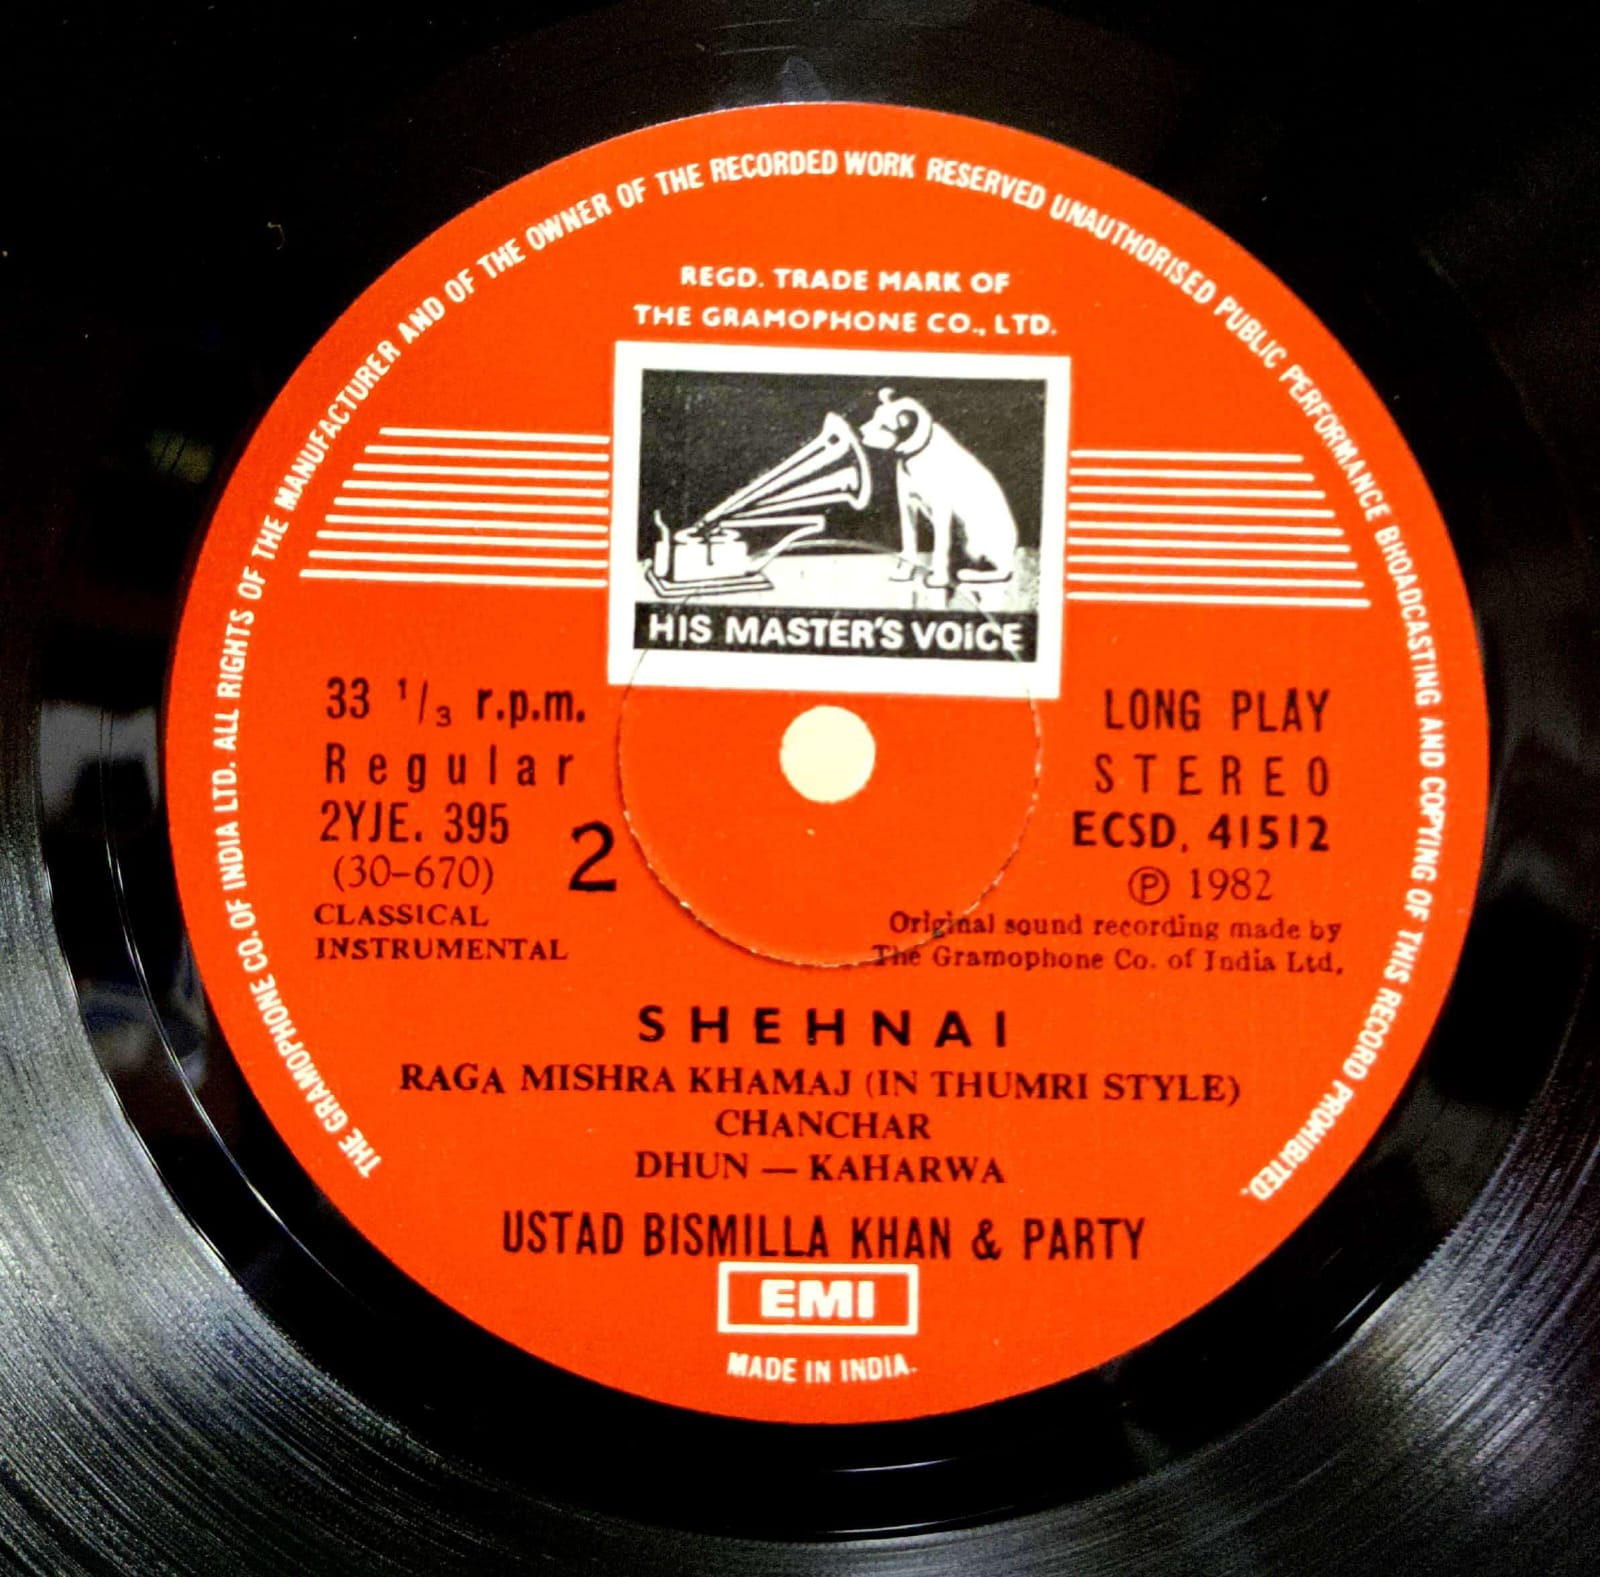 THE GRAMOPHONE CO. OF INDIA LTD. ALL RIGHTS OF THE MANUFACTURER AND OF THE OWNER OF THE RECORDED WORK RESERVED UNAUTHORISED PUBLIC PERFORMANCE BROADCASTING AND COPYING OF THIS RECORD PROHIBITED.
REGD. TRADE MARK OF
THE GRAMOPHONE CO., LTD.
HIS MASTER'S VOICE
33 1/3 r.p.m.
Regular
2YJE. 395
(30-670)
2
CLASSICAL
INSTRUMENTAL
LONG PLAY
STEREO
ECSD. 41512
℗ 1982
Original sound recording made by
The Gramophone Co. of India Ltd.
SHEHNAI
RAGA MISHRA KHAMAJ (IN THUMRI STYLE)
CHANCHAR
DHUN — KAHARWA
USTAD BISMILLA KHAN & PARTY
EMI
MADE IN INDIA.